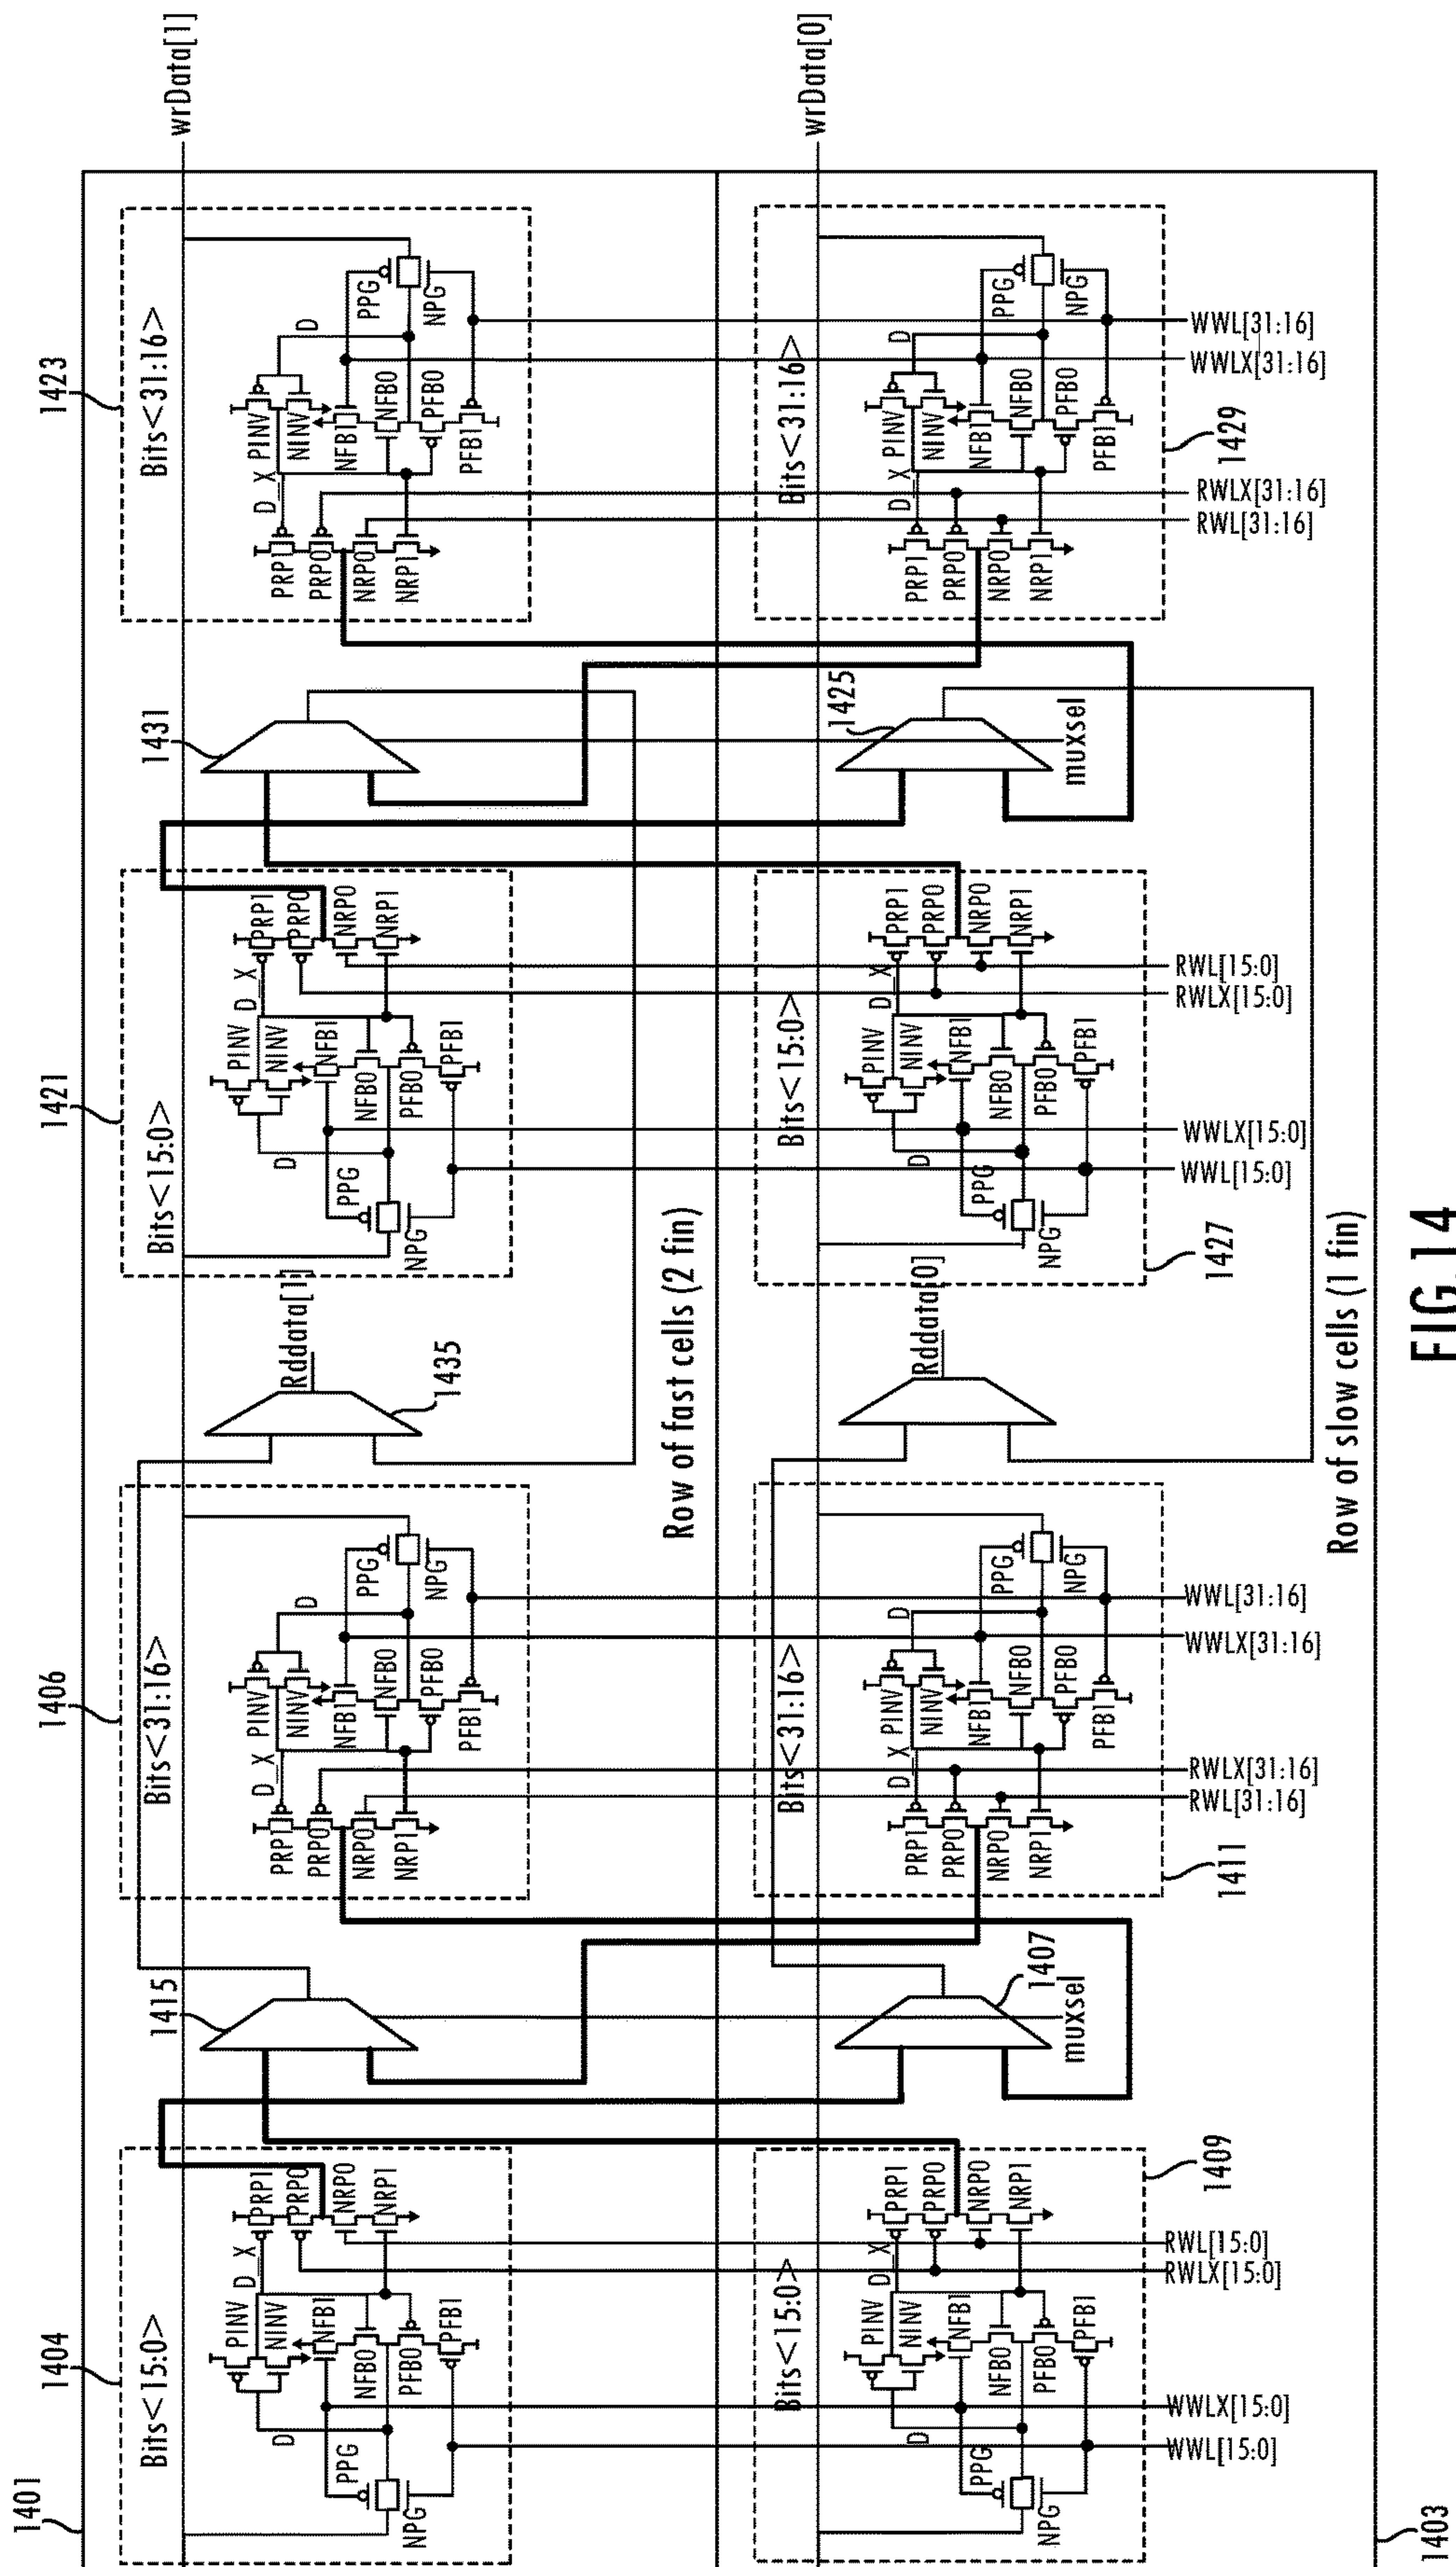 1401
1404
1415
1406
1421
1431
1423
Bits<15:0>
D
PPG
NPG
PINV
NINV
NFB1
NFB0
PFB0
PFB1
D_X
PRP1
PRP0
NRP0
NRP1
Bits<31:16>
PRP1
PRP0
NRP0
NRP1
D_X
PINV
NINV
NFB1
NFB0
PFB0
PFB1
D
PPG
NPG
Rddata[1]
1435
Bits<15:0>
D
PPG
NPG
PINV
NINV
NFB1
NFB0
PFB0
PFB1
D_X
PRP1
PRP0
NRP0
NRP1
Bits<31:16>
PRP1
PRP0
NRP0
NRP1
D_X
PINV
NINV
NFB1
NFB0
PFB0
PFB1
D
PPG
NPG
wrData[1]
Row of fast cells (2 fin)
Bits<15:0>
D
PPG
NPG
PINV
NINV
NFB1
NFB0
PFB0
PFB1
D_X
PRP1
PRP0
NRP0
NRP1
1409
1407
muxsel
Bits<31:16>
PRP1
PRP0
NRP0
NRP1
D_X
PINV
NINV
NFB1
NFB0
PFB0
PFB1
D
PPG
NPG
1411
Rddata[0]
Bits<15:0>
D
PPG
NPG
PINV
NINV
NFB1
NFB0
PFB0
PFB1
D_X
PRP1
PRP0
NRP0
NRP1
1427
1425
muxsel
Bits<31:16>
PRP1
PRP0
NRP0
NRP1
D_X
PINV
NINV
NFB1
NFB0
PFB0
PFB1
D
PPG
NPG
1429
wrData[0]
WWL[15:0]
WWLX[15:0]
RWLX[15:0]
RWL[15:0]
RWL[31:16]
RWLX[31:16]
WWLX[31:16]
WWL[31:16]
WWL[15:0]
WWLX[15:0]
RWLX[15:0]
RWL[15:0]
RWL[31:16]
RWLX[31:16]
WWLX[31:16]
WWL[31:16]
Row of slow cells (1 fin)
1403
FIG.14